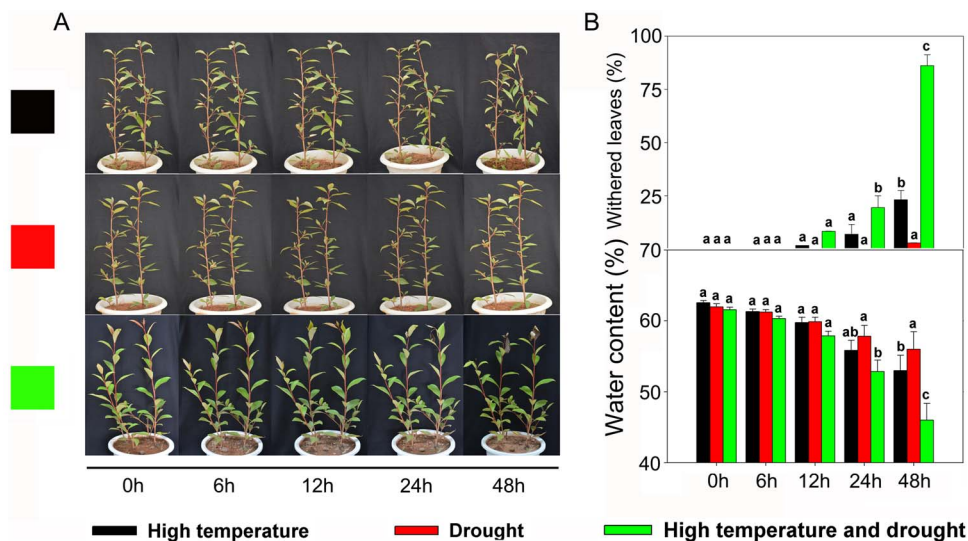 A
B
100
75
50
25
Withered leaves (%)
a a a
a a a
a a a
a a b
b a c
70
60
50
40
Water content (%)
a a a
a a a
a a a
ab a b
b a c
0h 6h 12h 24h 48h
0h 6h 12h 24h 48h
High temperature Drought High temperature and drought